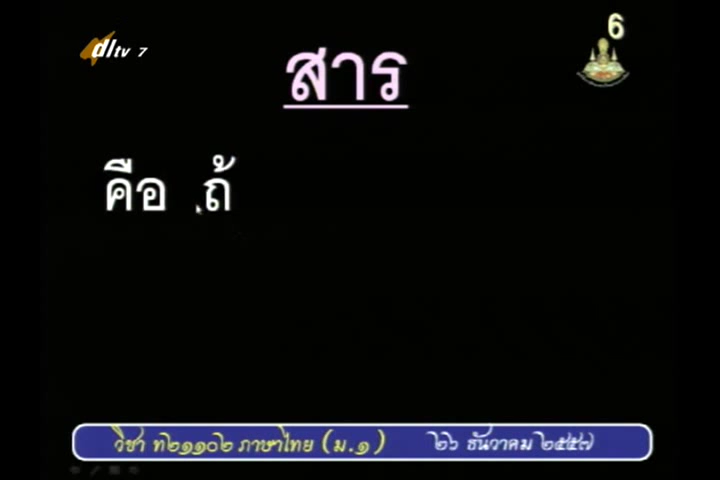 dltv 7
6
สาร
คือ ถ้
วิชา ท๒๑๑๐๒ ภาษาไทย (ม.๑) ๒๖ ธันวาคม ๒๕๕๗